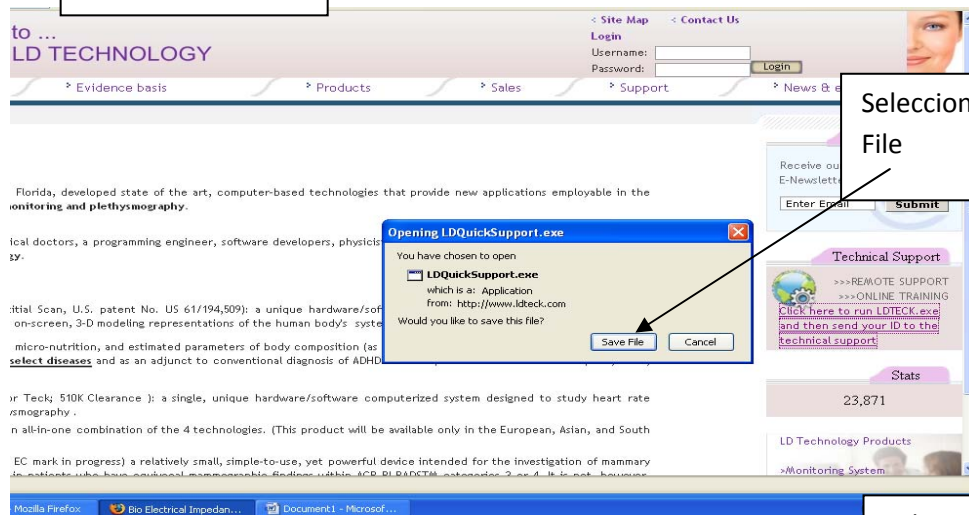 to ...
LD TECHNOLOGY
< Site Map < Contact Us
Login
Username:
Password:
Login
Evidence basis
Products
Sales
Support
News & e
Seleccion
File
Receive ou
E-Newslett
Enter Email
Submit
Florida, developed state of the art, computer-based technologies that provide new applications employable in the
onitoring and plethysmography.
ical doctors, a programming engineer, software developers, physicis
gy.
Opening LDQuickSupport.exe
You have chosen to open
LDQuickSupport.exe
which is a: Application
from: http://www.ldteck.com
Would you like to save this file?
Save File
Cancel
Technical Support
>>>REMOTE SUPPORT
>>>ONLINE TRAINING
Click here to run LDTECK.exe
and then send your ID to the
technical support
titial Scan, U.S. patent No. US 61/194,509): a unique hardware/sof
on-screen, 3-D modeling representations of the human body's syste
micro-nutrition, and estimated parameters of body composition (as
select diseases and as an adjunct to conventional diagnosis of ADHD
Stats
23,871
or Teck; 510K Clearance ): a single, unique hardware/software computerized system designed to study heart rate
ysmography .
n all-in-one combination of the 4 technologies. (This product will be available only in the European, Asian, and South
EC mark in progress) a relatively small, simple-to-use, yet powerful device intended for the investigation of mammary
LD Technology Products
>Monitoring System
Mozilla Firefox
Bio Electrical Impedan...
Document1 - Microsof...